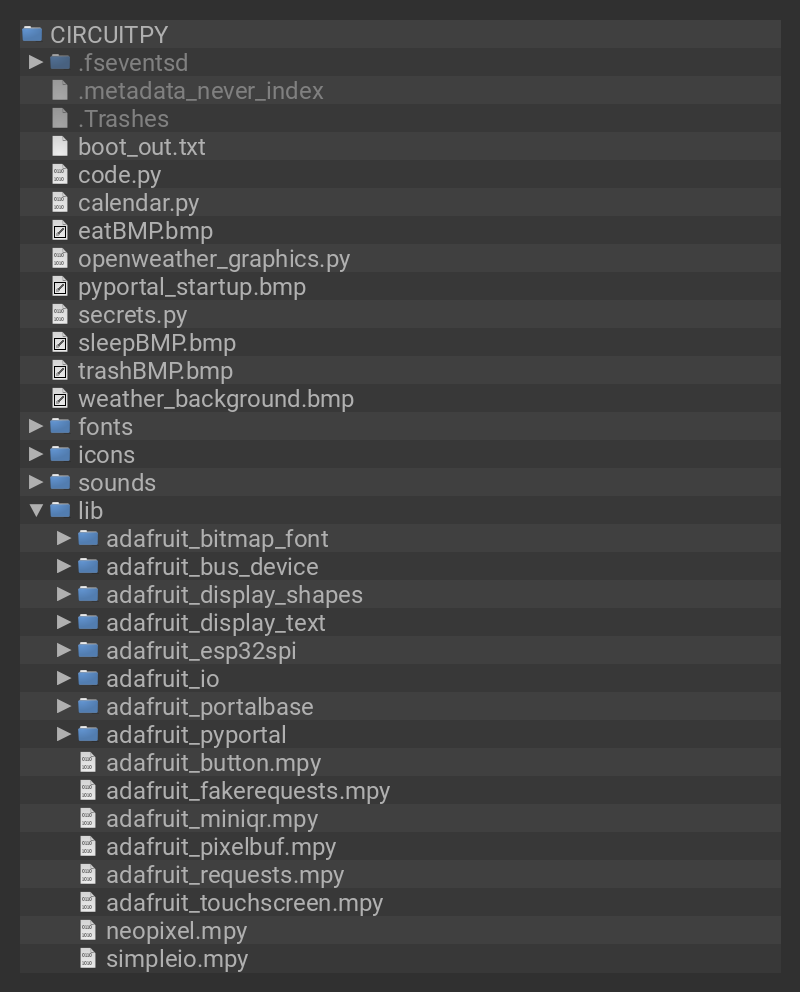 CIRCUITPY
.fseventsd
.metadata_never_index
.Trashes
boot_out.txt
code.py
calendar.py
eatBMP.bmp
openweather_graphics.py
pyportal_startup.bmp
secrets.py
sleepBMP.bmp
trashBMP.bmp
weather_background.bmp
fonts
icons
sounds
lib
adafruit_bitmap_font
adafruit_bus_device
adafruit_display_shapes
adafruit_display_text
adafruit_esp32spi
adafruit_io
adafruit_portalbase
adafruit_pyportal
adafruit_button.mpy
adafruit_fakerequests.mpy
adafruit_miniqr.mpy
adafruit_pixelbuf.mpy
adafruit_requests.mpy
adafruit_touchscreen.mpy
neopixel.mpy
simpleio.mpy